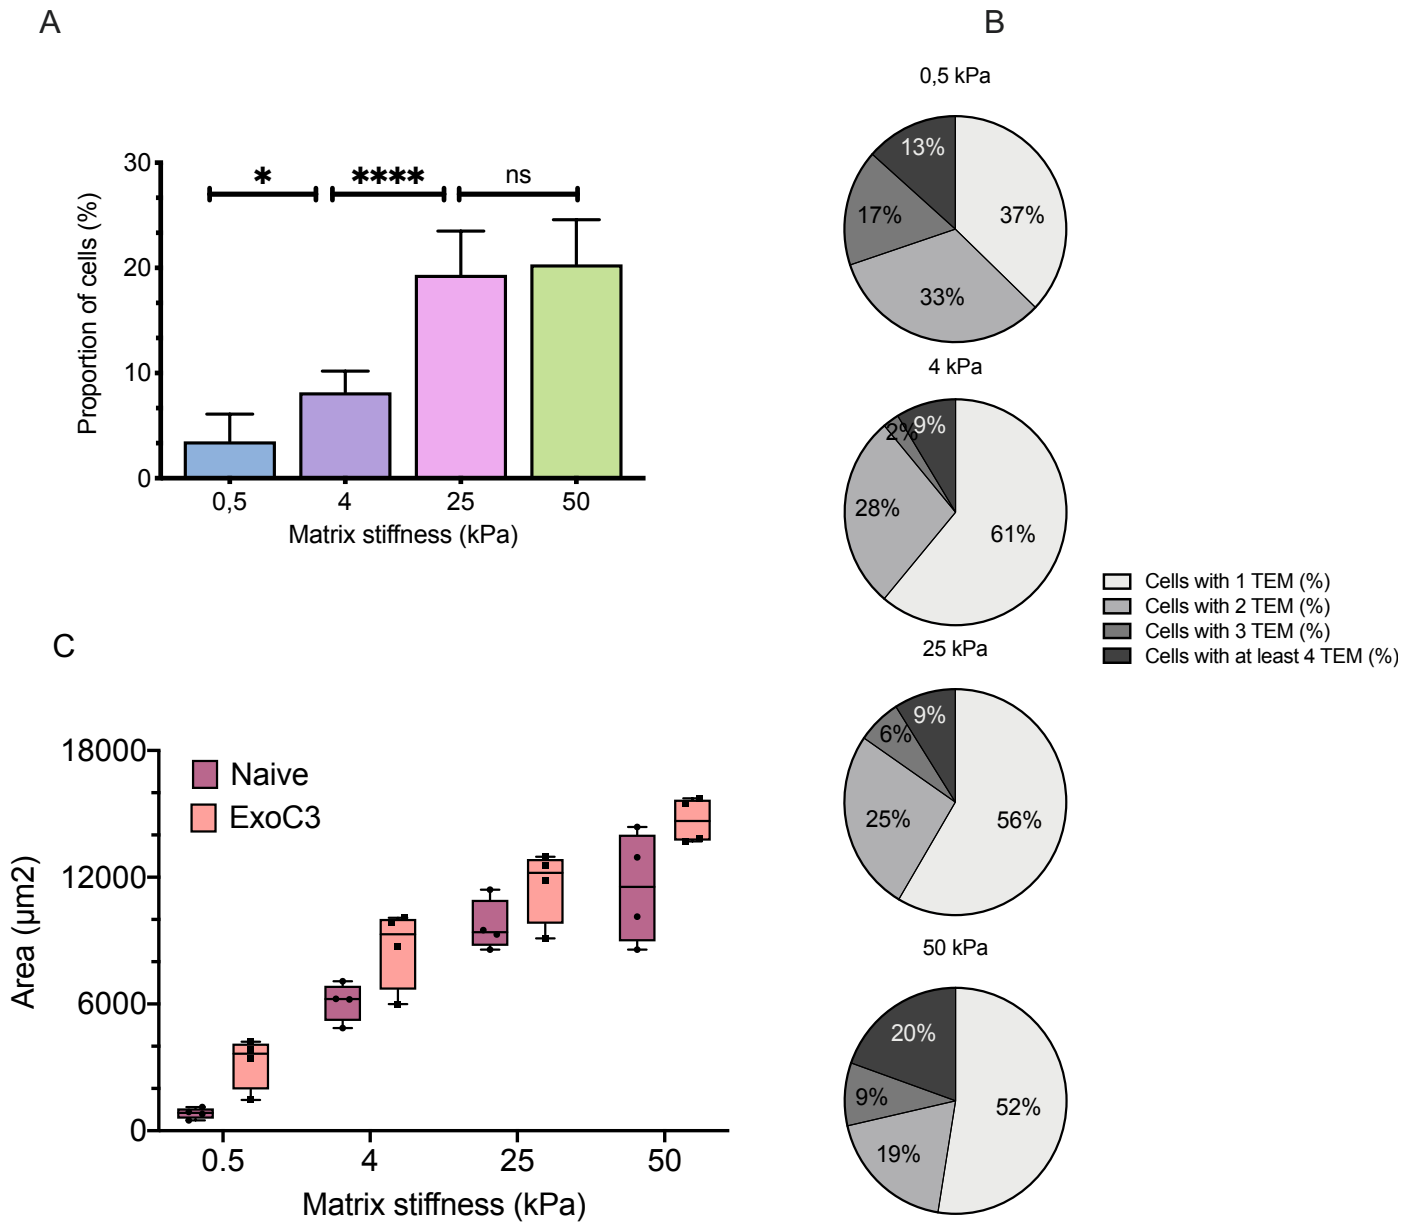 A
B
30
20
10
0
Proportion of cells (%)
*
****
ns
0,5
4
25
50
Matrix stiffness (kPa)
0,5 kPa
13%
17%
37%
33%
4 kPa
2%
9%
28%
61%
25 kPa
9%
6%
25%
56%
50 kPa
20%
9%
52%
19%
Cells with 1 TEM (%)
Cells with 2 TEM (%)
Cells with 3 TEM (%)
Cells with at least 4 TEM (%)
C
18000
12000
6000
0
Area (µm2)
Naive
ExoC3
0.5
4
25
50
Matrix stiffness (kPa)